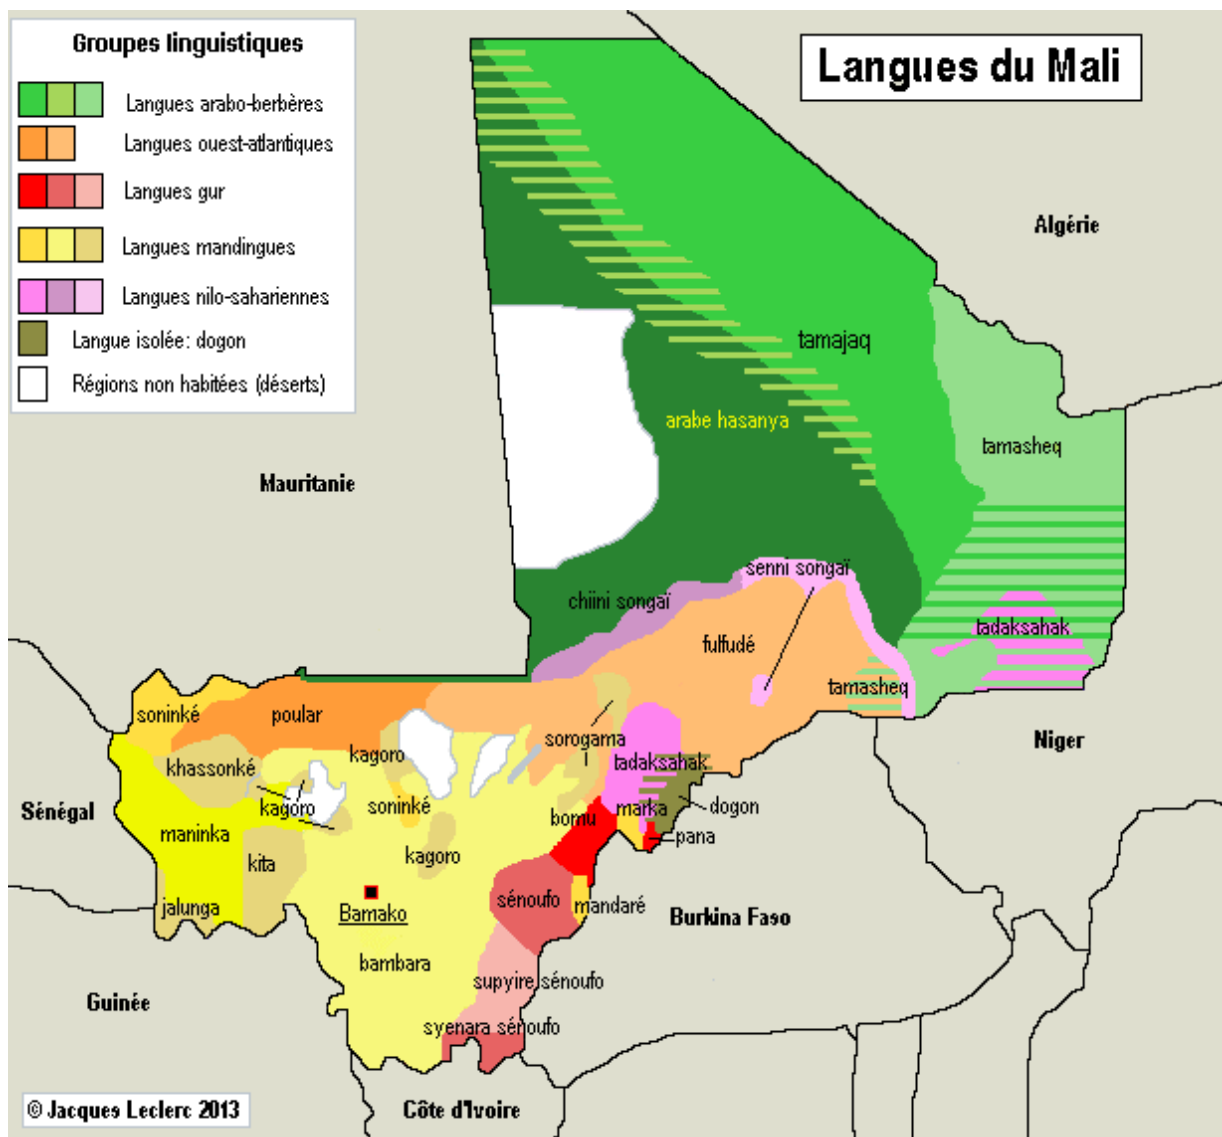 Groupes linguistiques
Langues arabo-berbères
Langues ouest-atlantiques
Langues gur
Langues mandingues
Langues nilo-sahariennes
Langue isolée: dogon
Régions non habitées (déserts)
Langues du Mali
Algérie
tamajaq
arabe hasanya
tamasheq
Mauritanie
senni songaï
chiini songaï
tadaksahak
fulfudé
tamasheq
soninké
poular
sorogama
Niger
kagoro
khassonké
tadaksahak
kagoro
soninké
Sénégal
bomu
marka
dogon
maninka
pana
kita
kagoro
sénoufo
mandaré
jalunga
Bamako
Burkina Faso
bambara
supyire sénoufo
Guinée
syenara sénoufo
© Jacques Leclerc 2013
Côte d'Ivoire